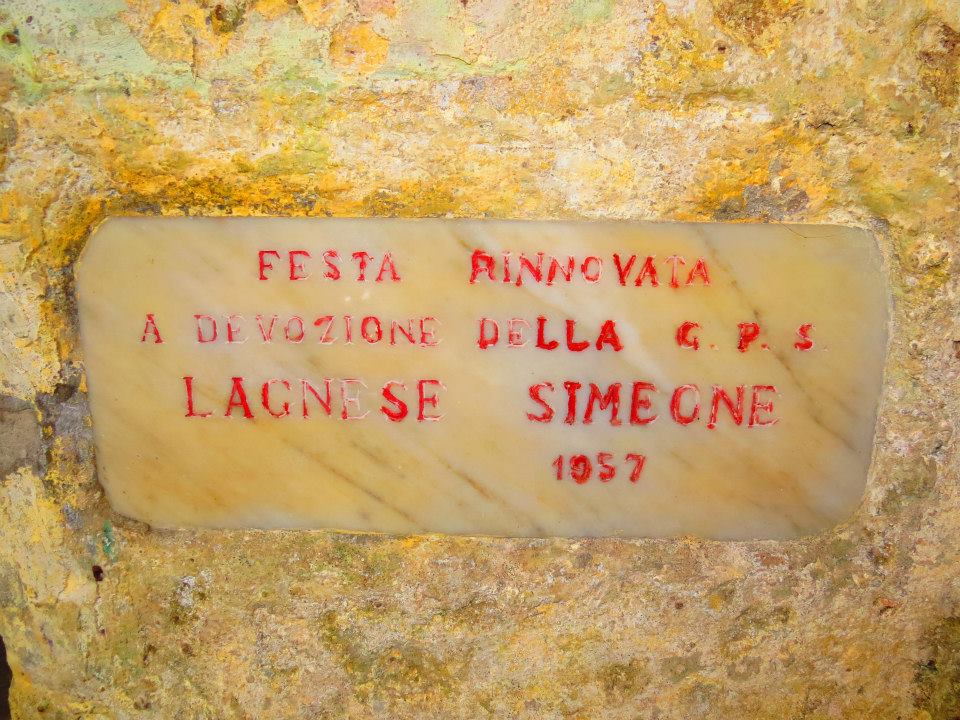 FESTA RINNOVATA
A DEVOZIONE DELLA G.P.S.
LAGNESE SIMEONE
1957